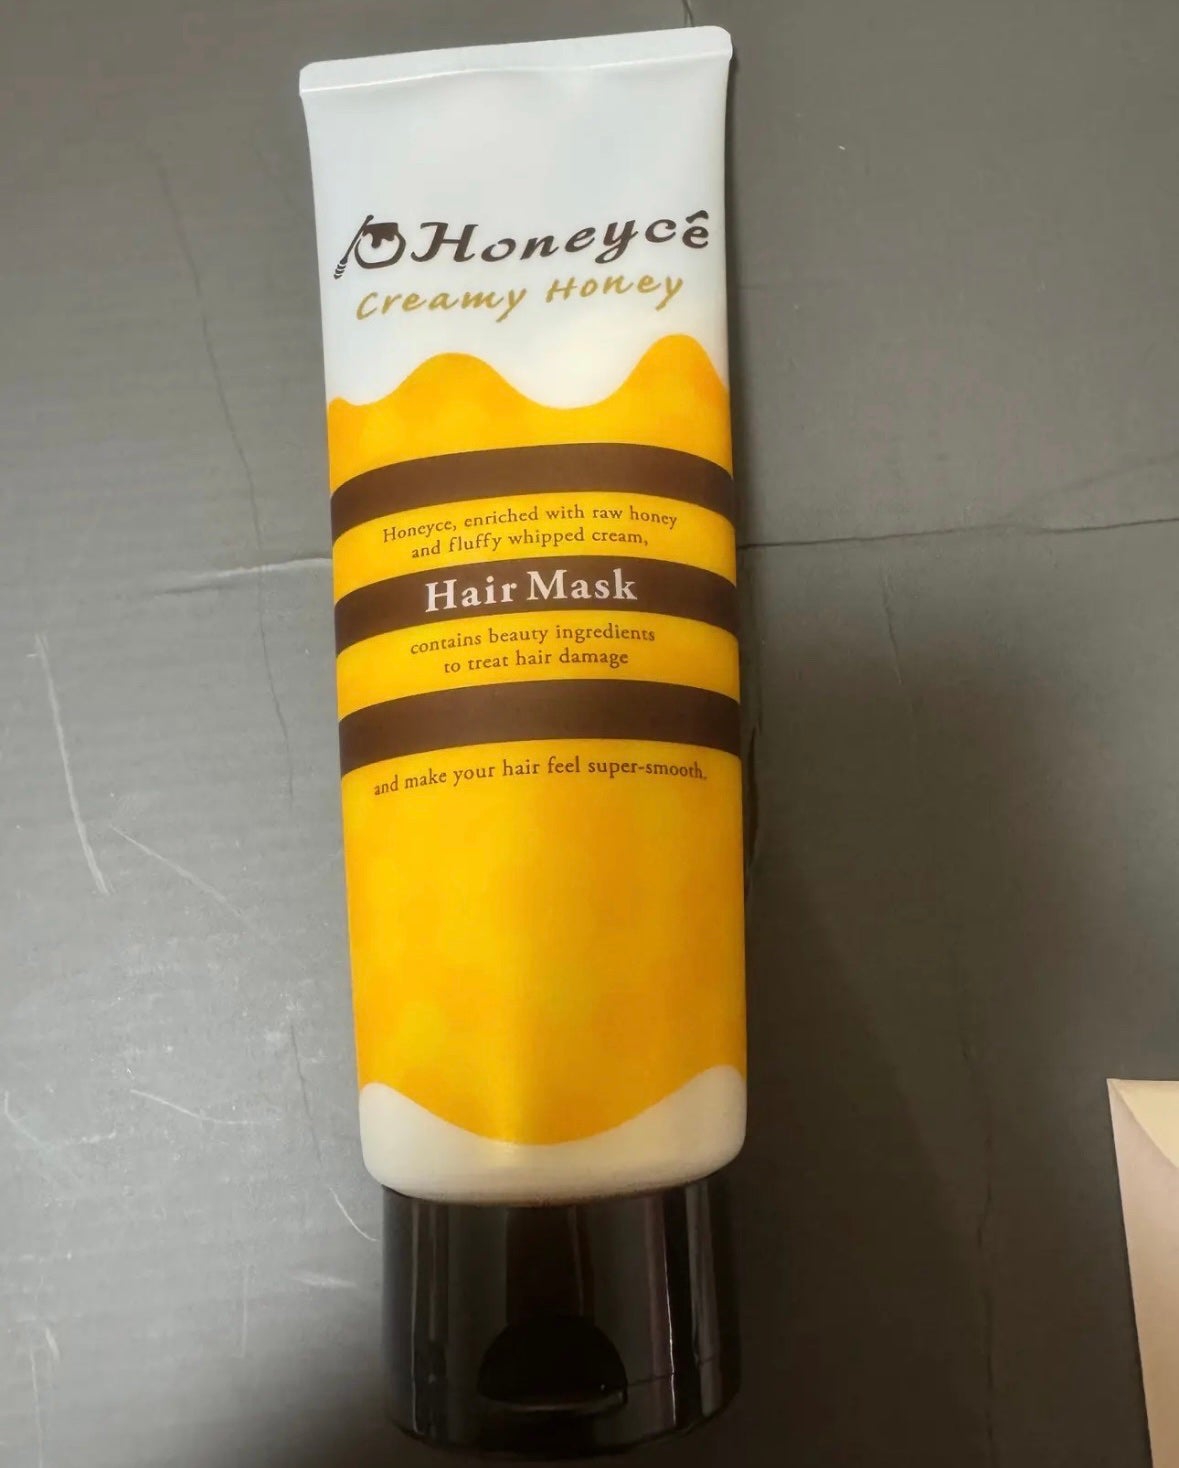 Honeycê
Creamy Honey
Honeyce, enriched with raw honey
and fluffy whipped cream,
Hair Mask
contains beauty ingredients
to treat hair damage
and make your hair feel super-smooth.